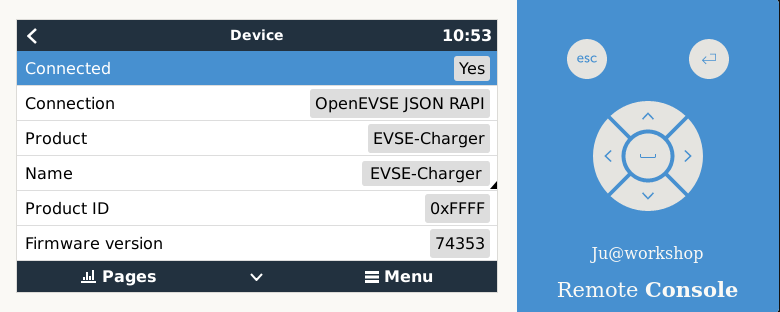 Device 10:53
Connected Yes
Connection OpenEVSE JSON RAPI
Product EVSE-Charger
Name EVSE-Charger
Product ID 0xFFFF
Firmware version 74353
Pages Menu
esc
Ju@workshop
Remote Console